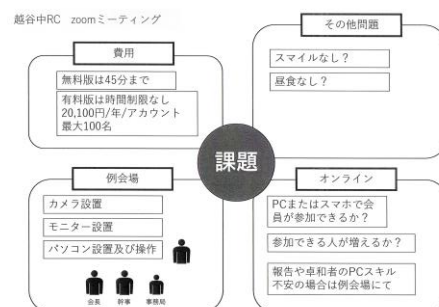 越谷中RC zoomミーティング
費用
無料版は45分まで
有料版は時間制限なし
20,100円/年/アカウント
最大100名
その他問題
スマイルなし？
昼食なし？
課題
例会場
カメラ設置
モニター設置
パソコン設置及び操作
会長
幹事
事務局
オンライン
PCまたはスマホで会
員が参加できるか？
参加できる人が増えるか？
報告や卓和者のPCスキル
不安の場合は例会場にて